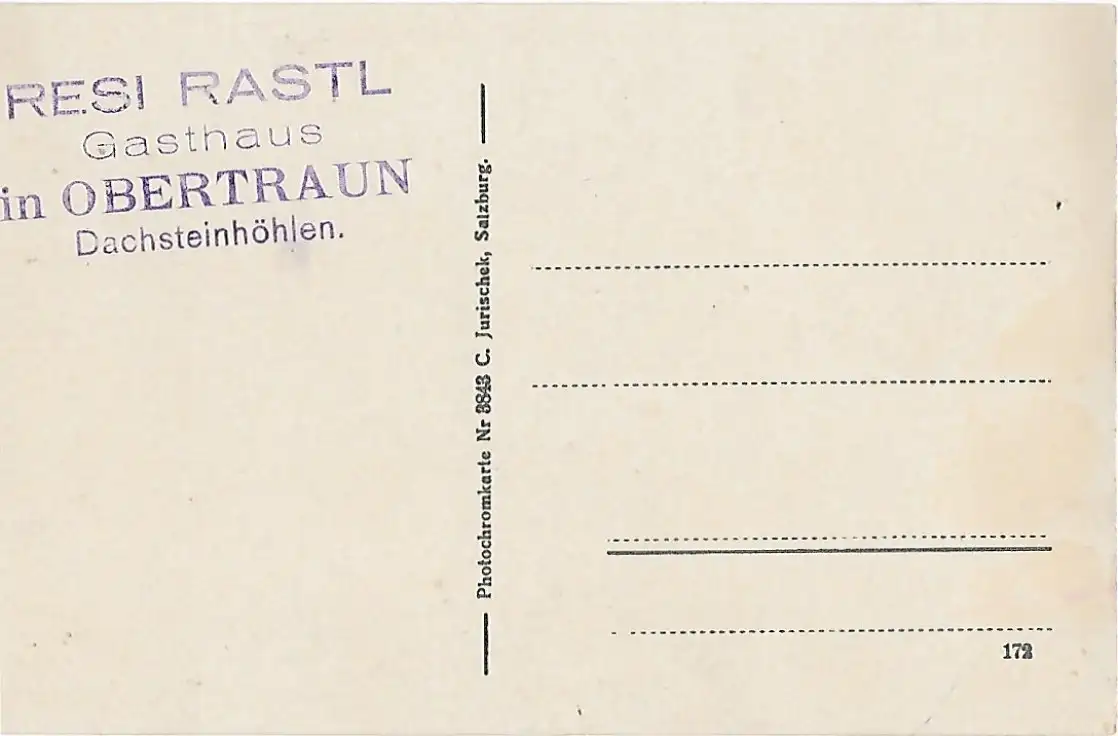 RESI RASTL
Gasthaus
in OBERTRAUN
Dachsteinhöhlen.
Photochromkarte Nr 3843 C. Jurischek, Salzburg.
172